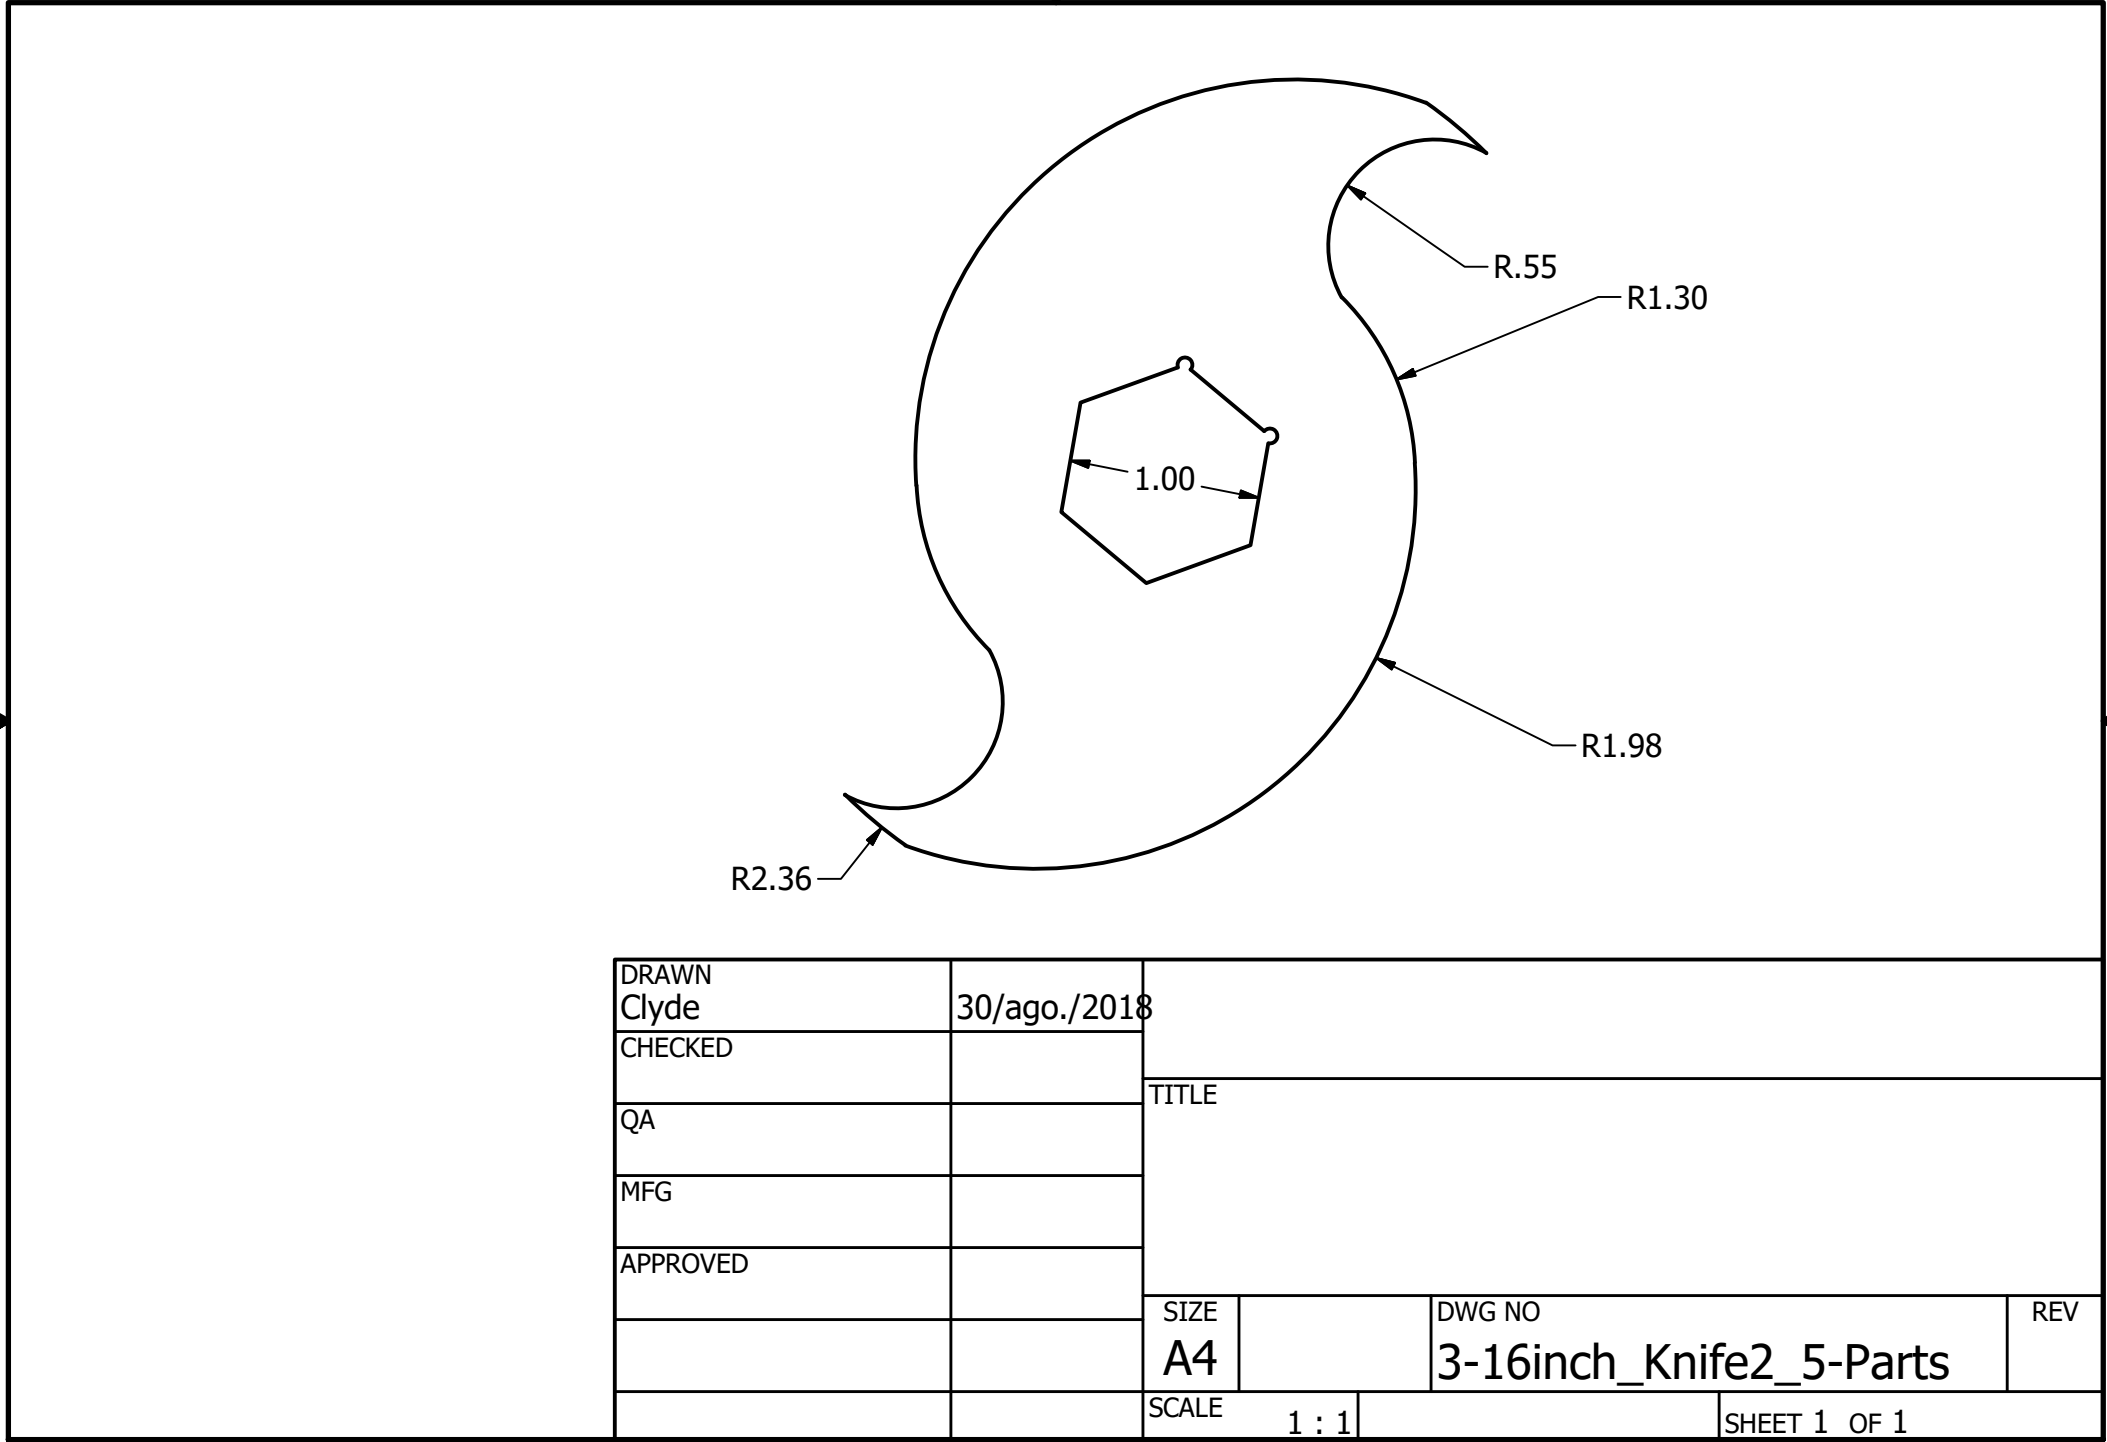 R.55
R1.30
1.00
R1.98
R2.36
DRAWN
Clyde
30/ago./2018
CHECKED
TITLE
QA
MFG
APPROVED
SIZE
A4
DWG NO
3-16inch_Knife2_5-Parts
REV
SCALE
1 : 1
SHEET 1 OF 1